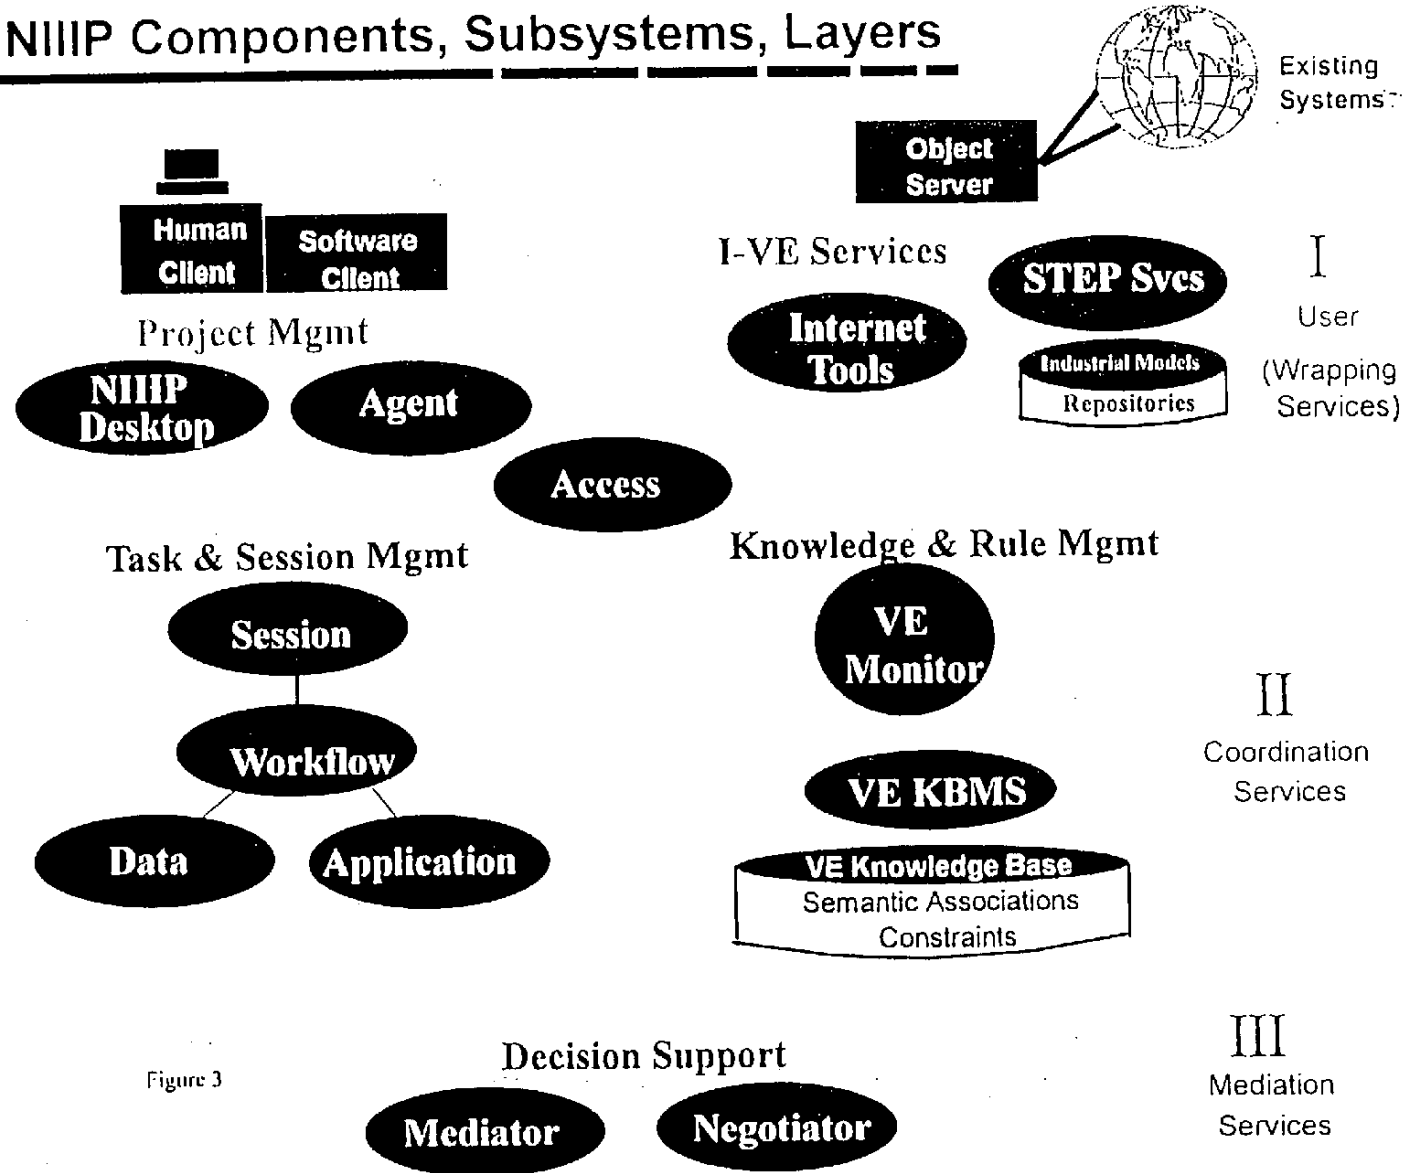 NIIIP Components, Subsystems, Layers
Existing
Systems
Object
Server
Human
Client
Software
Client
I-VE Services
STEP Svcs
I
User
(Wrapping
Services)
Internet
Tools
Industrial Models
Repositories
Project Mgmt
NIIIP
Desktop
Agent
Access
Task & Session Mgmt
Session
Workflow
Data
Application
Knowledge & Rule Mgmt
VE
Monitor
VE KBMS
VE Knowledge Base
Semantic Associations
Constraints
II
Coordination
Services
Decision Support
Mediator
Negotiator
III
Mediation
Services
Figure 3